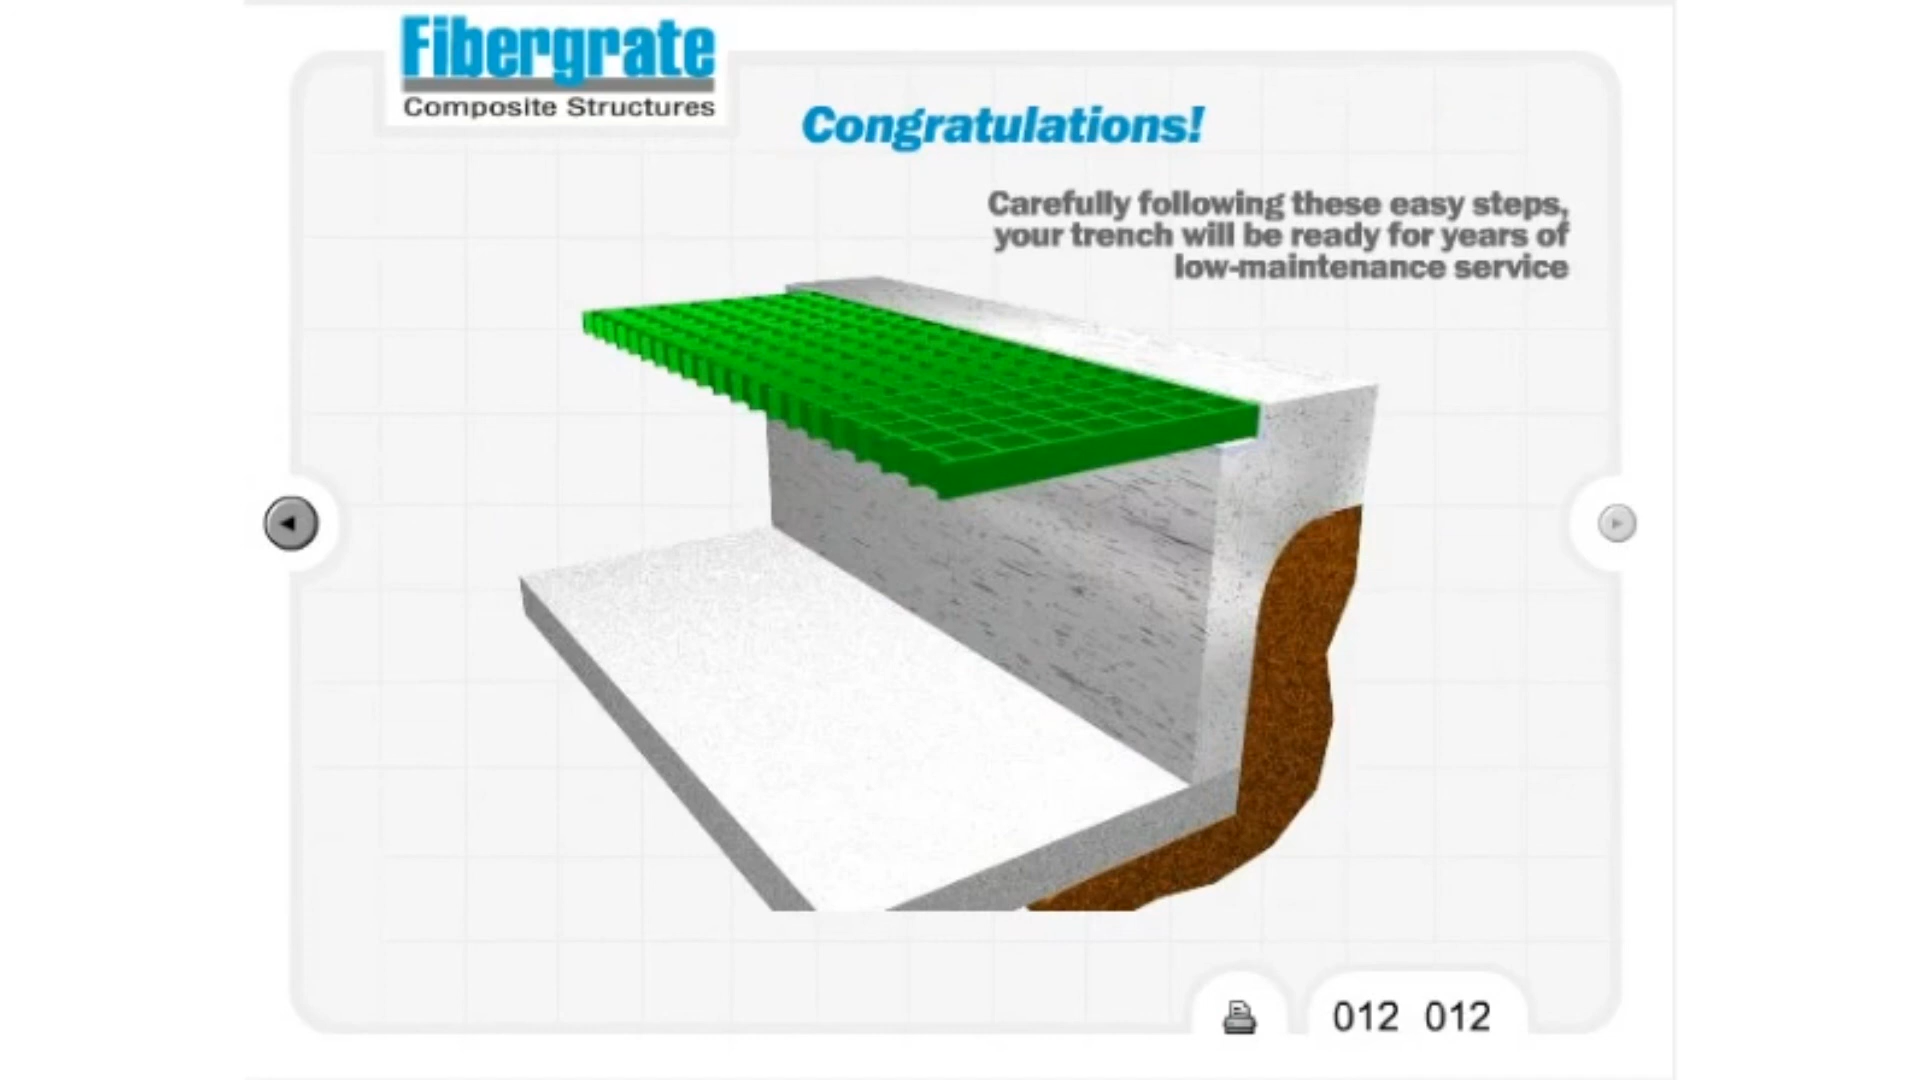 Fibergrate
Composite Structures
Congratulations!
Carefully following these easy steps,
your trench will be ready for years of
low-maintenance service
012 012